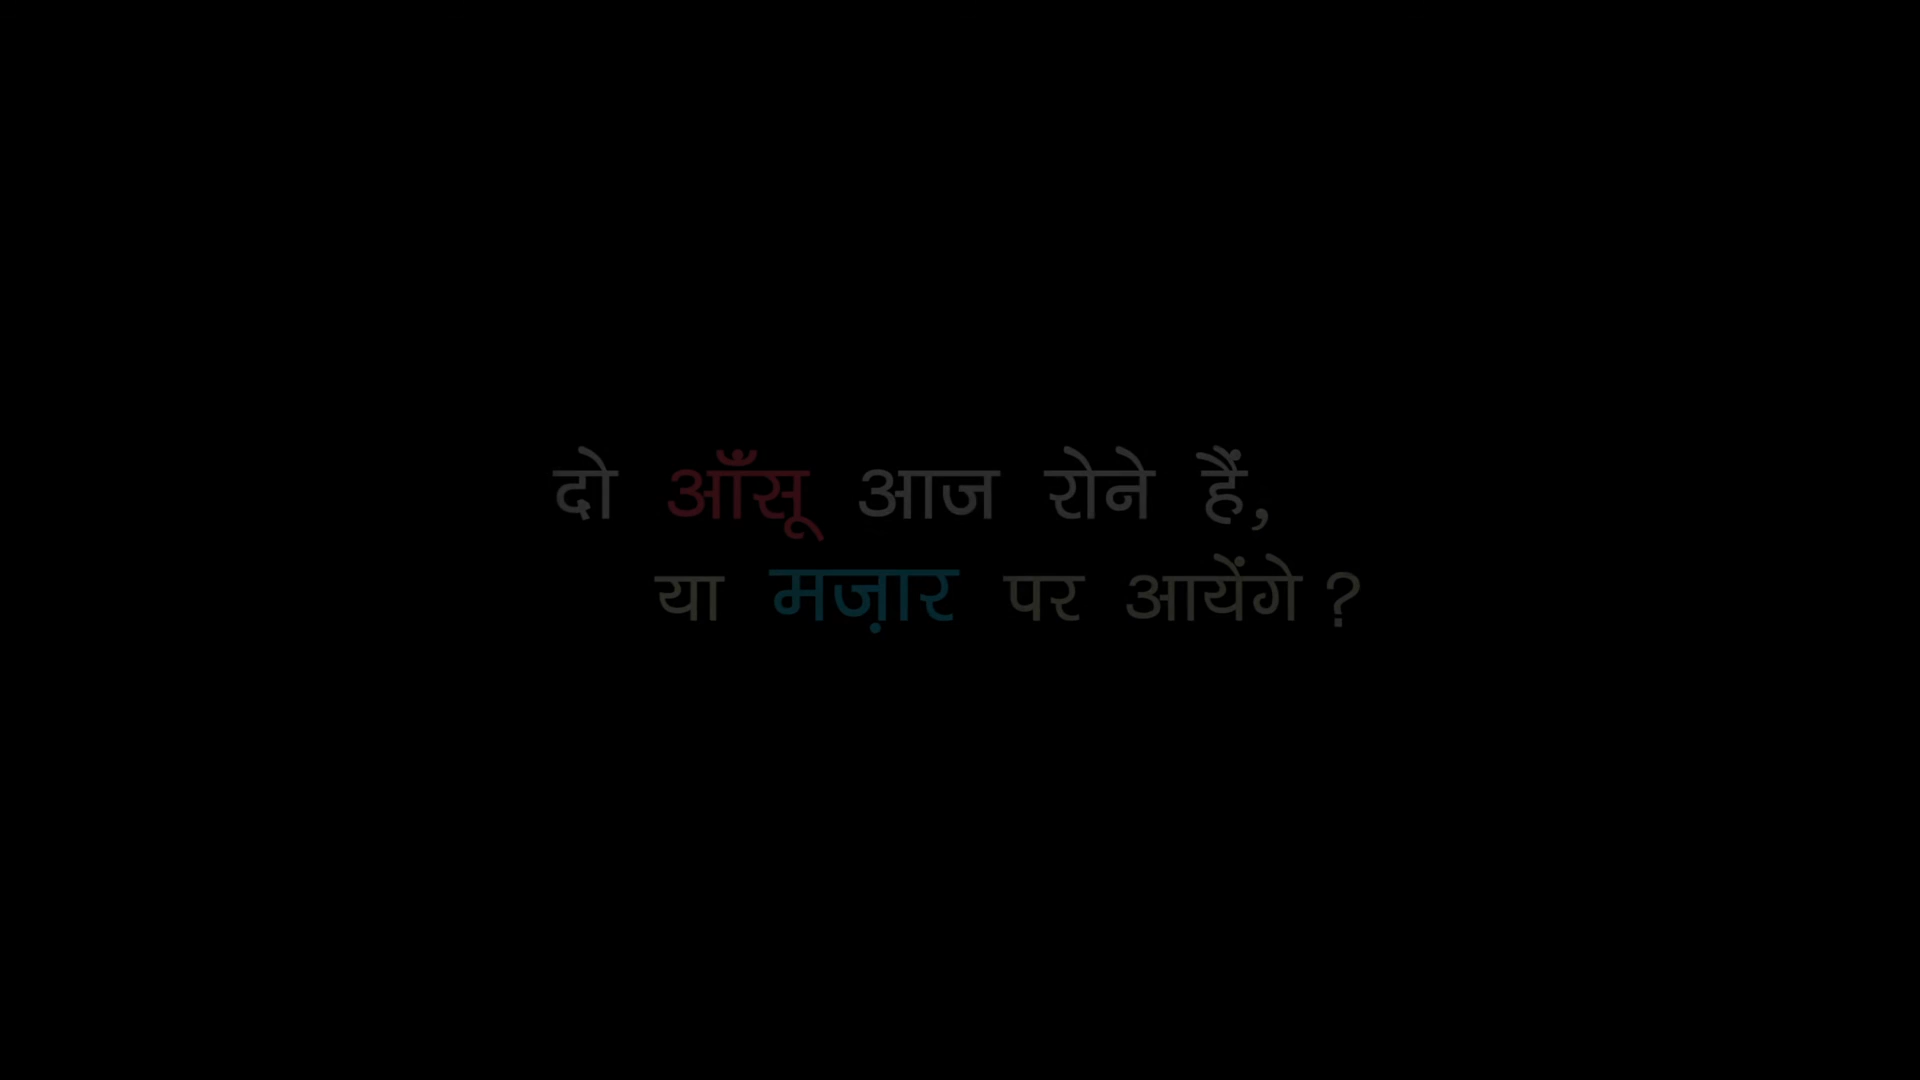 दो आँसू आज रोने हैं,
या मज़ार पर आयेंगे ?